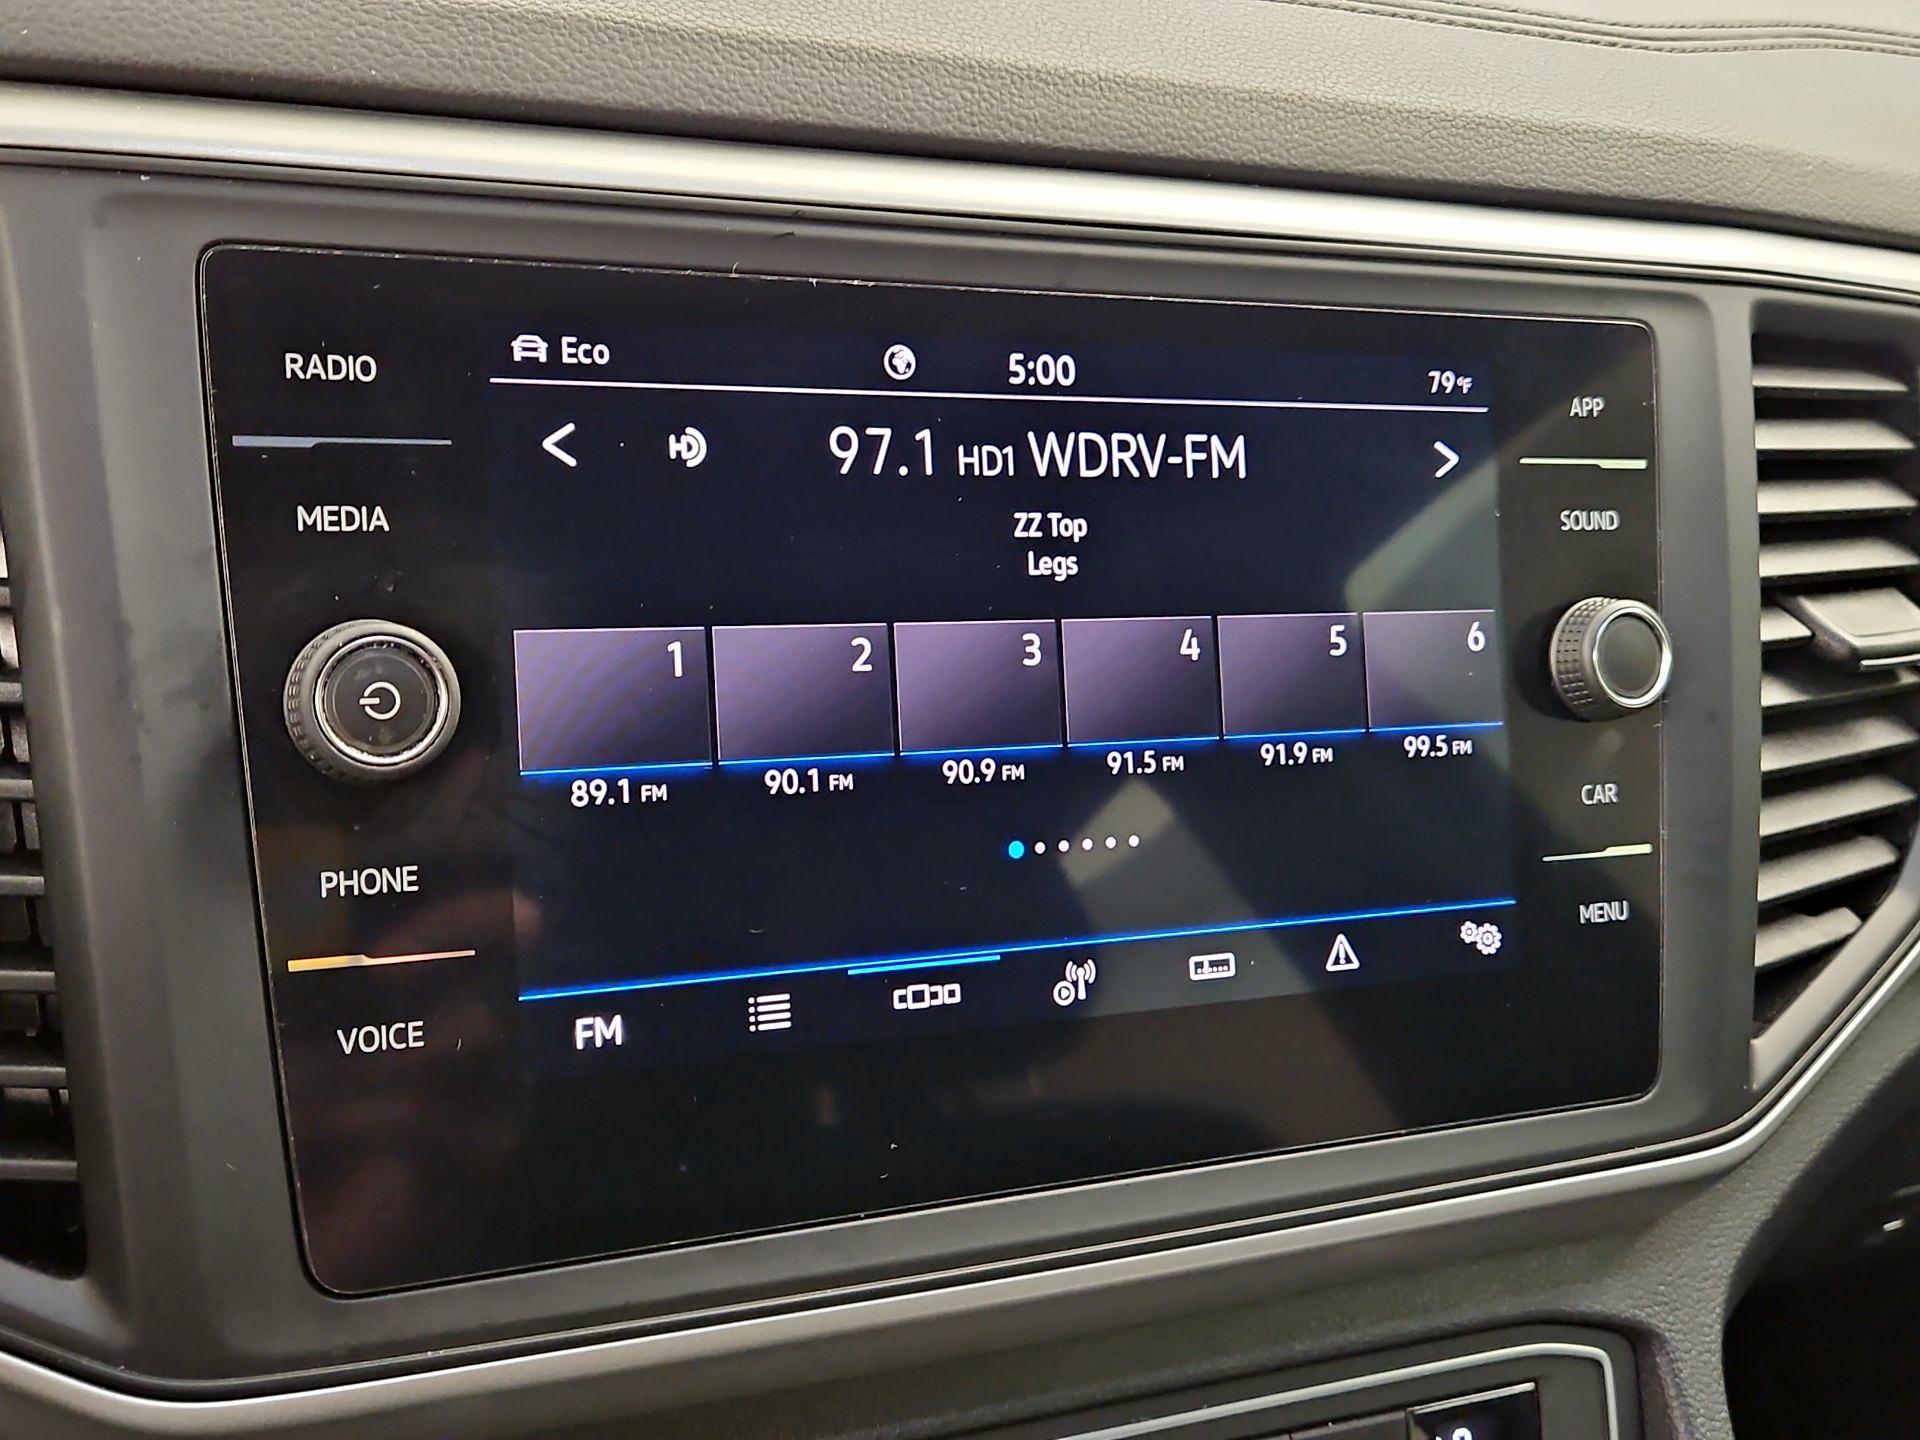 RADIO
MEDIA
PHONE
VOICE
Eco
5:00
79°F
97.1 HD1 WDRV-FM
ZZ Top
Legs
1 2 3 4 5 6
89.1 FM 90.1 FM 90.9 FM 91.5 FM 91.9 FM 99.5 FM
FM
APP
SOUND
CAR
MENU